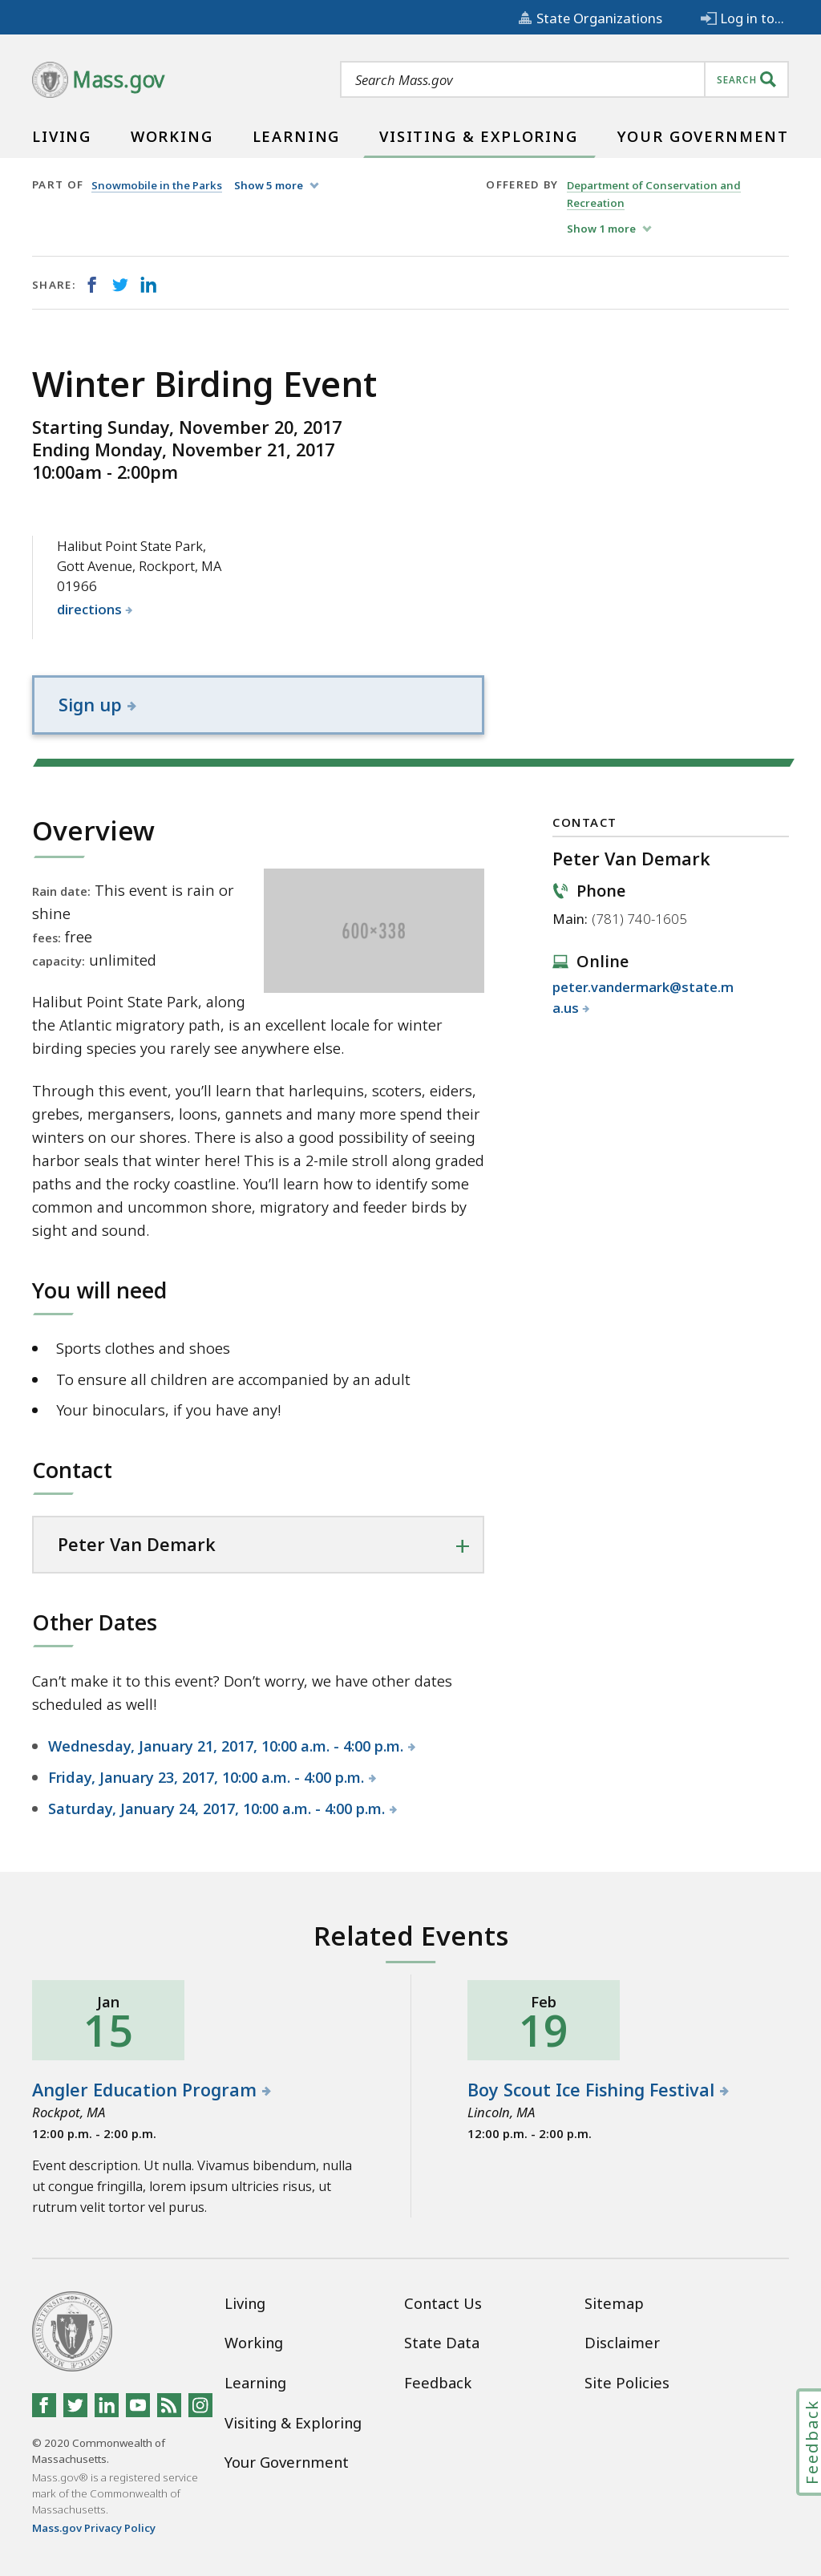 State Organizations
Log in to...
Mass.gov
Search Mass.gov
SEARCH
LIVING
WORKING
LEARNING
VISITING & EXPLORING
YOUR GOVERNMENT
PART OF Snowmobile in the Parks Show 5 more
OFFERED BY Department of Conservation and
Recreation
Show 1 more
SHARE:
Winter Birding Event
Starting Sunday, November 20, 2017
Ending Monday, November 21, 2017
10:00am - 2:00pm
Halibut Point State Park,
Gott Avenue, Rockport, MA
01966
directions
Sign up
Overview
Rain date: This event is rain or
shine
fees: free
capacity: unlimited
600×338
Halibut Point State Park, along
the Atlantic migratory path, is an excellent locale for winter
birding species you rarely see anywhere else.
Through this event, you’ll learn that harlequins, scoters, eiders,
grebes, mergansers, loons, gannets and many more spend their
winters on our shores. There is also a good possibility of seeing
harbor seals that winter here! This is a 2-mile stroll along graded
paths and the rocky coastline. You’ll learn how to identify some
common and uncommon shore, migratory and feeder birds by
sight and sound.
You will need
Sports clothes and shoes
To ensure all children are accompanied by an adult
Your binoculars, if you have any!
Contact
Peter Van Demark
Other Dates
Can’t make it to this event? Don’t worry, we have other dates
scheduled as well!
Wednesday, January 21, 2017, 10:00 a.m. - 4:00 p.m.
Friday, January 23, 2017, 10:00 a.m. - 4:00 p.m.
Saturday, January 24, 2017, 10:00 a.m. - 4:00 p.m.
CONTACT
Peter Van Demark
Phone
Main: (781) 740-1605
Online
peter.vandermark@state.m
a.us
Related Events
Jan
15
Angler Education Program
Rockpot, MA
12:00 p.m. - 2:00 p.m.
Event description. Ut nulla. Vivamus bibendum, nulla
ut congue fringilla, lorem ipsum ultricies risus, ut
rutrum velit tortor vel purus.
Feb
19
Boy Scout Ice Fishing Festival
Lincoln, MA
12:00 p.m. - 2:00 p.m.
Living
Working
Learning
Visiting & Exploring
Your Government
Contact Us
State Data
Feedback
Sitemap
Disclaimer
Site Policies
© 2020 Commonwealth of
Massachusetts.
Mass.gov® is a registered service
mark of the Commonwealth of
Massachusetts.
Mass.gov Privacy Policy
Feedback